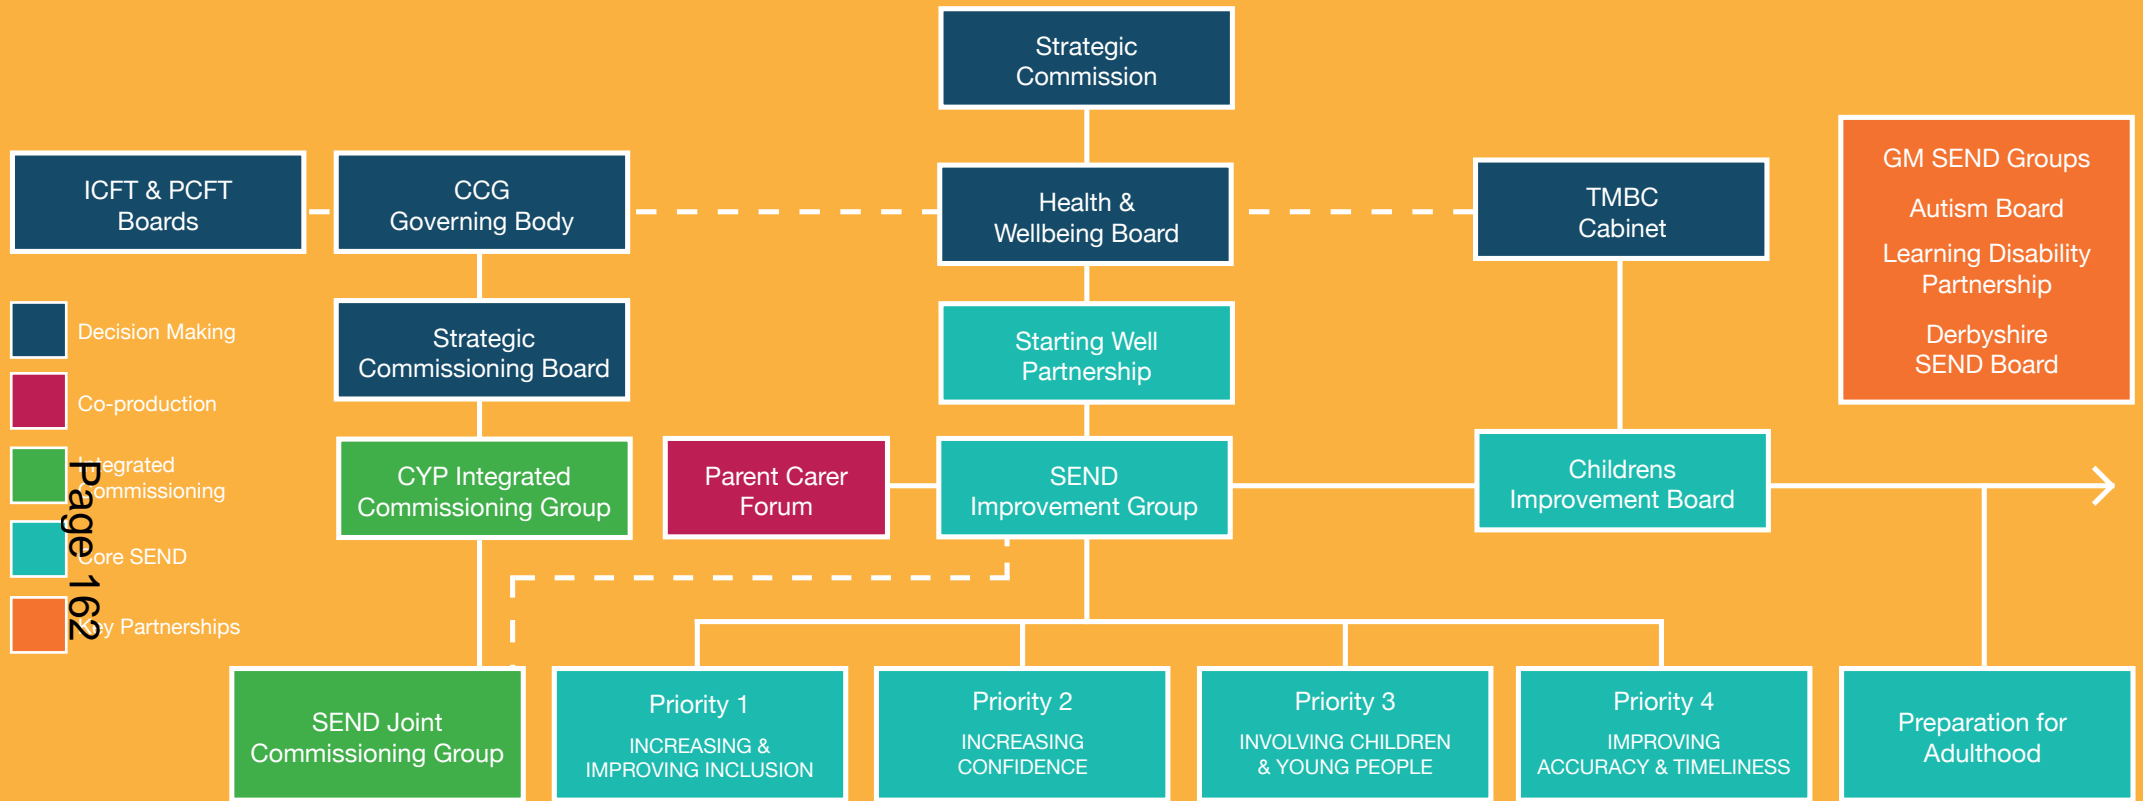 Strategic
Commission
ICFT & PCFT
Boards
CCG
Governing Body
Health &
Wellbeing Board
TMBC
Cabinet
GM SEND Groups
Autism Board
Learning Disability
Partnership
Derbyshire
SEND Board
Decision Making
Co-production
Integrated
Commissioning
Core SEND
Key Partnerships
Page 162
Strategic
Commissioning Board
Starting Well
Partnership
CYP Integrated
Commissioning Group
Parent Carer
Forum
SEND
Improvement Group
Childrens
Improvement Board
SEND Joint
Commissioning Group
Priority 1
INCREASING &
IMPROVING INCLUSION
Priority 2
INCREASING
CONFIDENCE
Priority 3
INVOLVING CHILDREN
& YOUNG PEOPLE
Priority 4
IMPROVING
ACCURACY & TIMELINESS
Preparation for
Adulthood